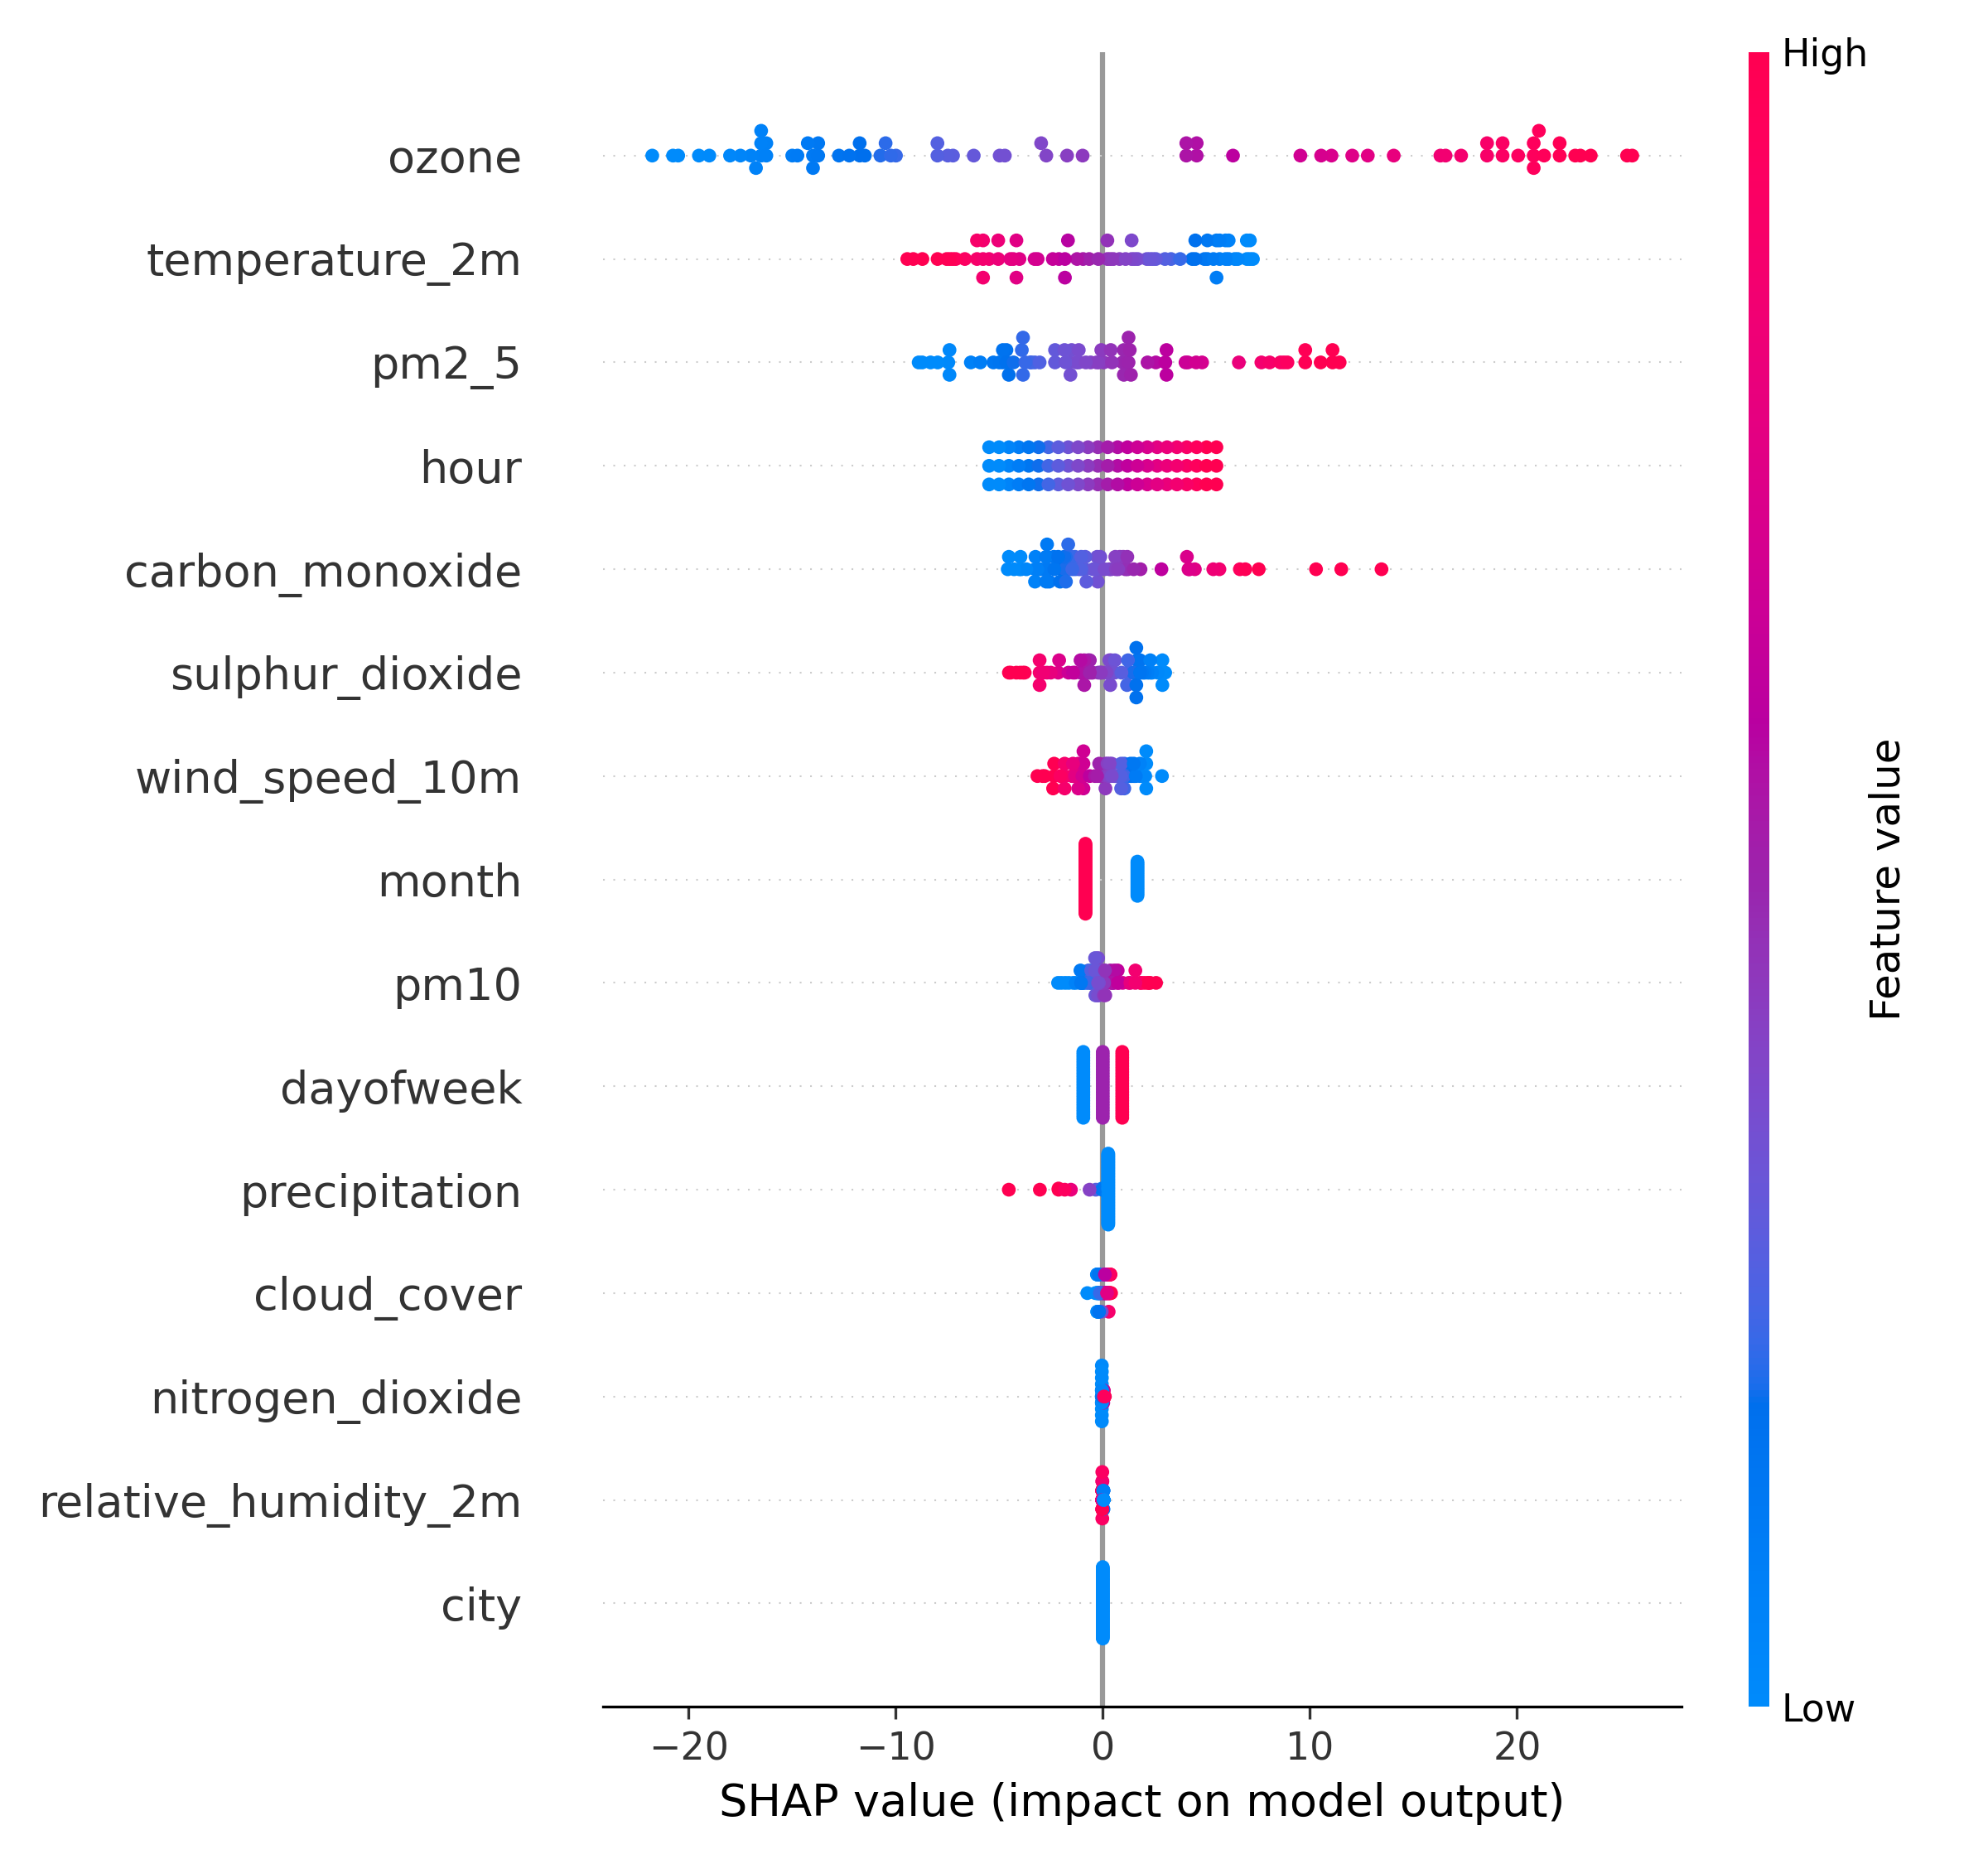 High
ozone
temperature_2m
pm2_5
hour
carbon_monoxide
sulphur_dioxide
wind_speed_10m
month
pm10
dayofweek
precipitation
cloud_cover
nitrogen_dioxide
relative_humidity_2m
city
Feature value
Low
−20 −10 0 10 20
SHAP value (impact on model output)